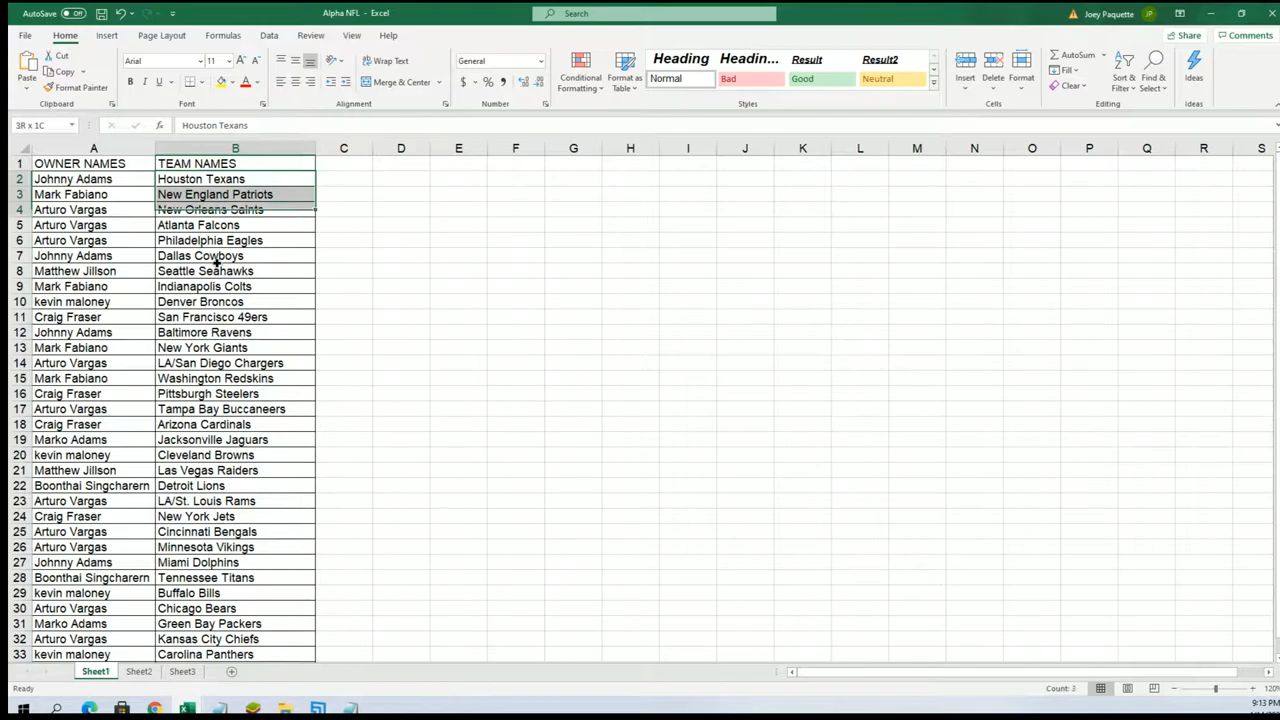 AutoSave Off Alpha NFL - Excel Search Joey Paquette JP
File Home Insert Page Layout Formulas Data Review View Help Share Comments
Cut Arial 11 Wrap Text General Heading Headin... Result Result2 AutoSum
Paste Copy Conditional Formatting Format as Table Normal Bad Good Neutral Insert Delete Format Fill Sort & Filter Find & Select Ideas
Format Painter B I U Merge & Center $ % Clear
Clipboard Font Alignment Number Styles Cells Editing Ideas
3R x 1C fx Houston Texans
A B C D E F G H I J K L M N O P Q R S
1 OWNER NAMES TEAM NAMES
2 Johnny Adams Houston Texans
3 Mark Fabiano New England Patriots
4 Arturo Vargas New Orleans Saints
5 Arturo Vargas Atlanta Falcons
6 Arturo Vargas Philadelphia Eagles
7 Johnny Adams Dallas Cowboys
8 Matthew Jillson Seattle Seahawks
9 Mark Fabiano Indianapolis Colts
10 kevin maloney Denver Broncos
11 Craig Fraser San Francisco 49ers
12 Johnny Adams Baltimore Ravens
13 Mark Fabiano New York Giants
14 Arturo Vargas LA/San Diego Chargers
15 Mark Fabiano Washington Redskins
16 Craig Fraser Pittsburgh Steelers
17 Arturo Vargas Tampa Bay Buccaneers
18 Craig Fraser Arizona Cardinals
19 Marko Adams Jacksonville Jaguars
20 kevin maloney Cleveland Browns
21 Matthew Jillson Las Vegas Raiders
22 Boonthai Singcharern Detroit Lions
23 Arturo Vargas LA/St. Louis Rams
24 Craig Fraser New York Jets
25 Arturo Vargas Cincinnati Bengals
26 Arturo Vargas Minnesota Vikings
27 Johnny Adams Miami Dolphins
28 Boonthai Singcharern Tennessee Titans
29 kevin maloney Buffalo Bills
30 Arturo Vargas Chicago Bears
31 Marko Adams Green Bay Packers
32 Arturo Vargas Kansas City Chiefs
33 kevin maloney Carolina Panthers
Sheet1 Sheet2 Sheet3
Ready Count: 3 120%
9:13 PM